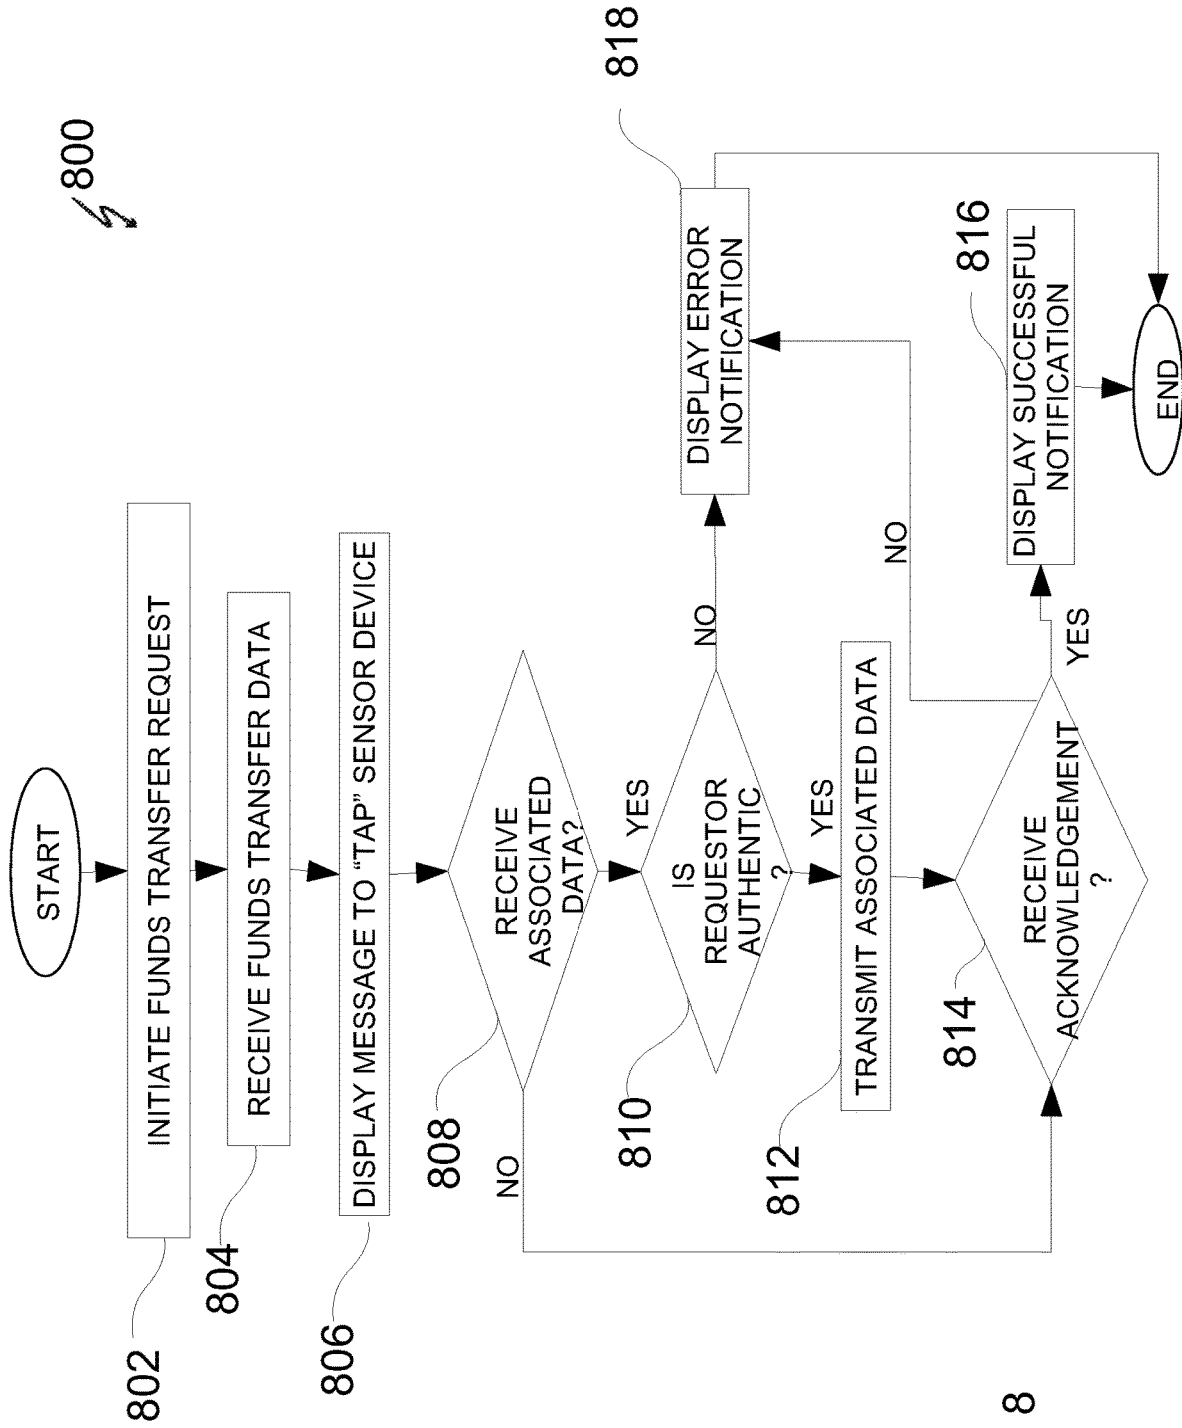 800
START
802
INITIATE FUNDS TRANSFER REQUEST
804
RECEIVE FUNDS TRANSFER DATA
806
DISPLAY MESSAGE TO “TAP” SENSOR DEVICE
808
RECEIVE
ASSOCIATED
DATA?
NO
YES
810
IS
REQUESTOR
AUTHENTIC
?
NO
818
DISPLAY ERROR
NOTIFICATION
YES
812
TRANSMIT ASSOCIATED DATA
NO
814
RECEIVE
ACKNOWLEDGEMENT
?
YES
816
DISPLAY SUCCESSFUL
NOTIFICATION
END
8